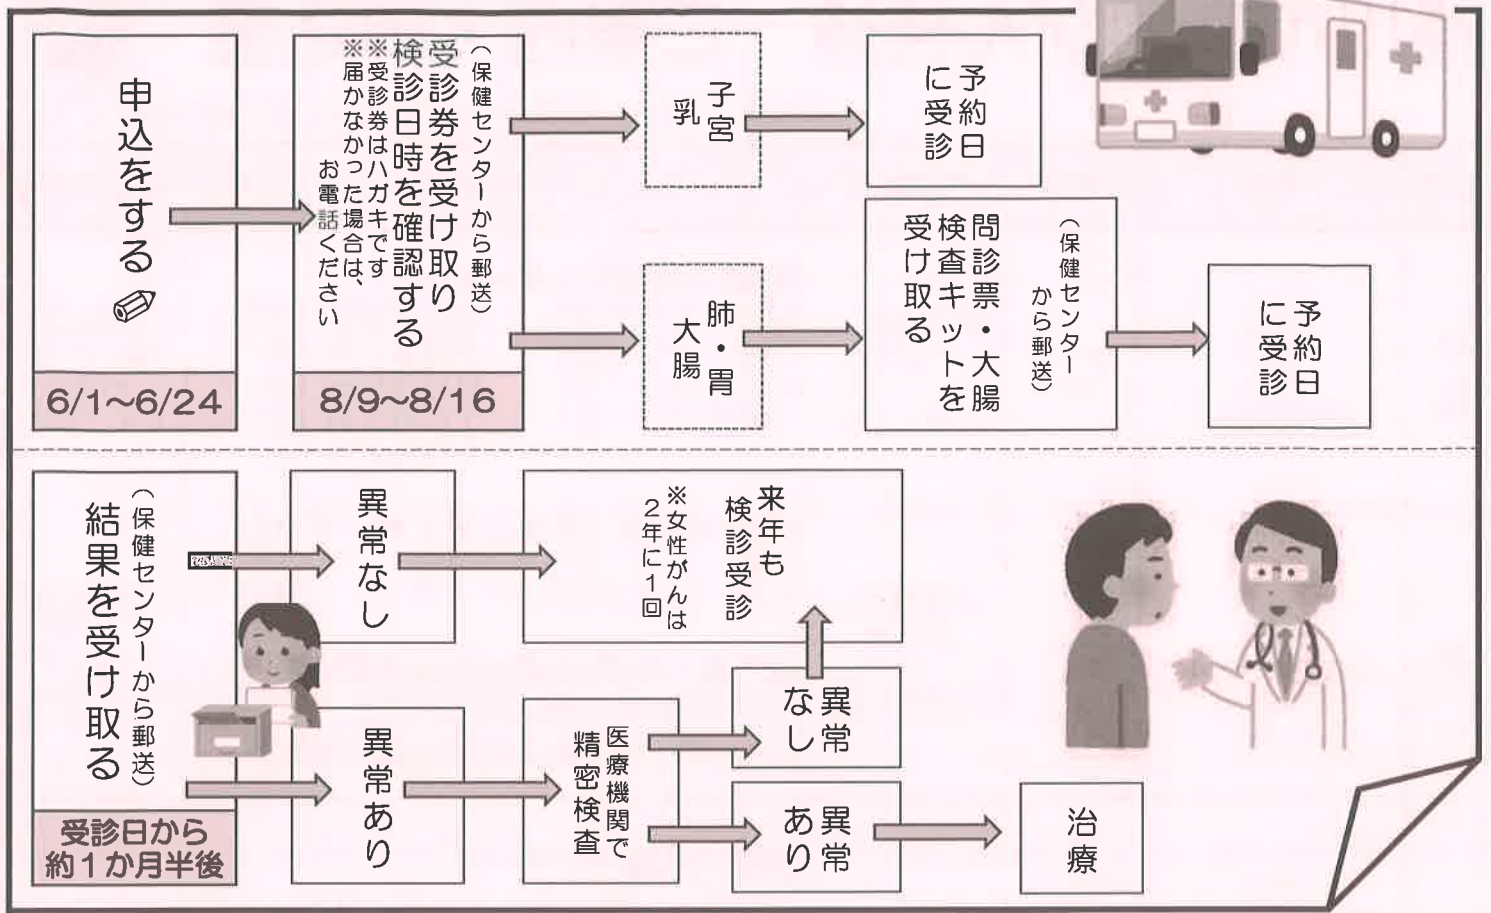 申込をする
6/1～6/24
（保健センターから郵送）
受診券を受け取り
検診日時を確認する
※受診券はハガキです
※届かなかった場合は、
お電話ください
8/9～8/16
子宮
乳
予約日
に受診
肺・胃
大腸
（保健センター
から郵送）
問診票・大腸
検査キットを
受け取る
予約日
に受診
（保健センターから郵送）
結果を受け取る
受診日から
約１か月半後
異常なし
来年も
検診受診
※女性がんは
２年に１回
異常あり
医療機関で
精密検査
異常
なし
異常
あり
治療